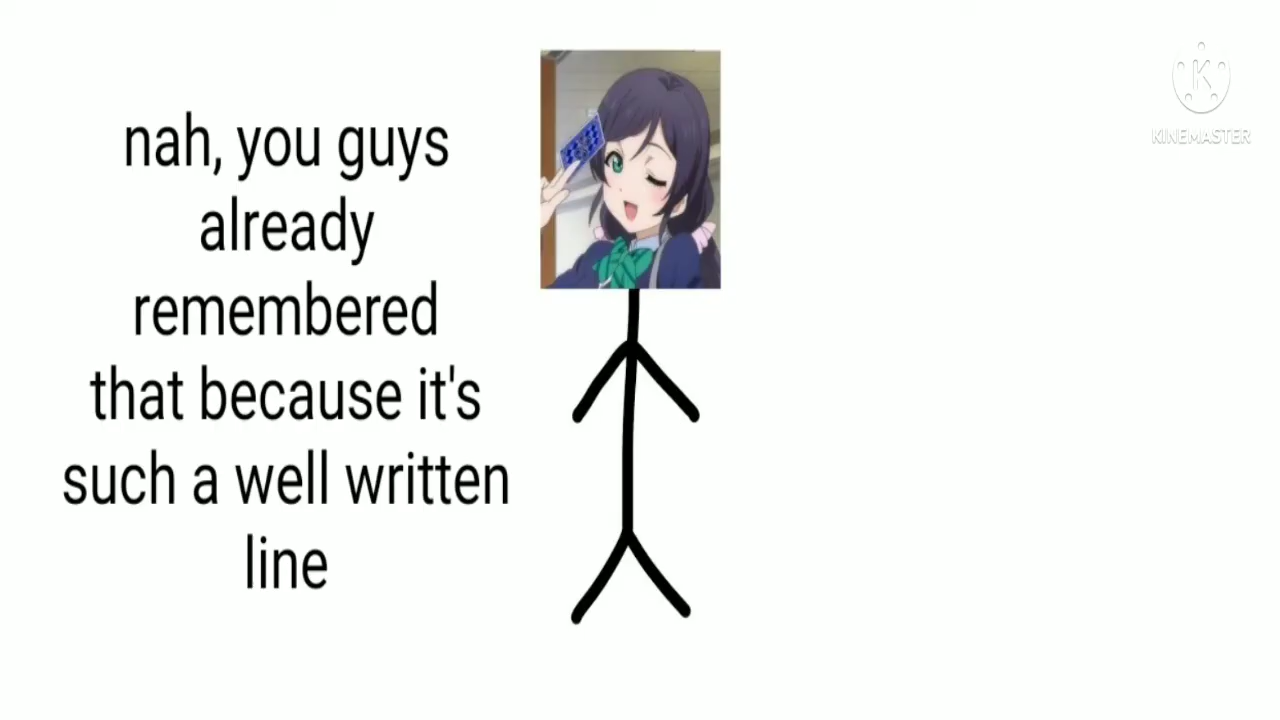 nah, you guys
already
remembered
that because it's
such a well written
line
KINEMASTER